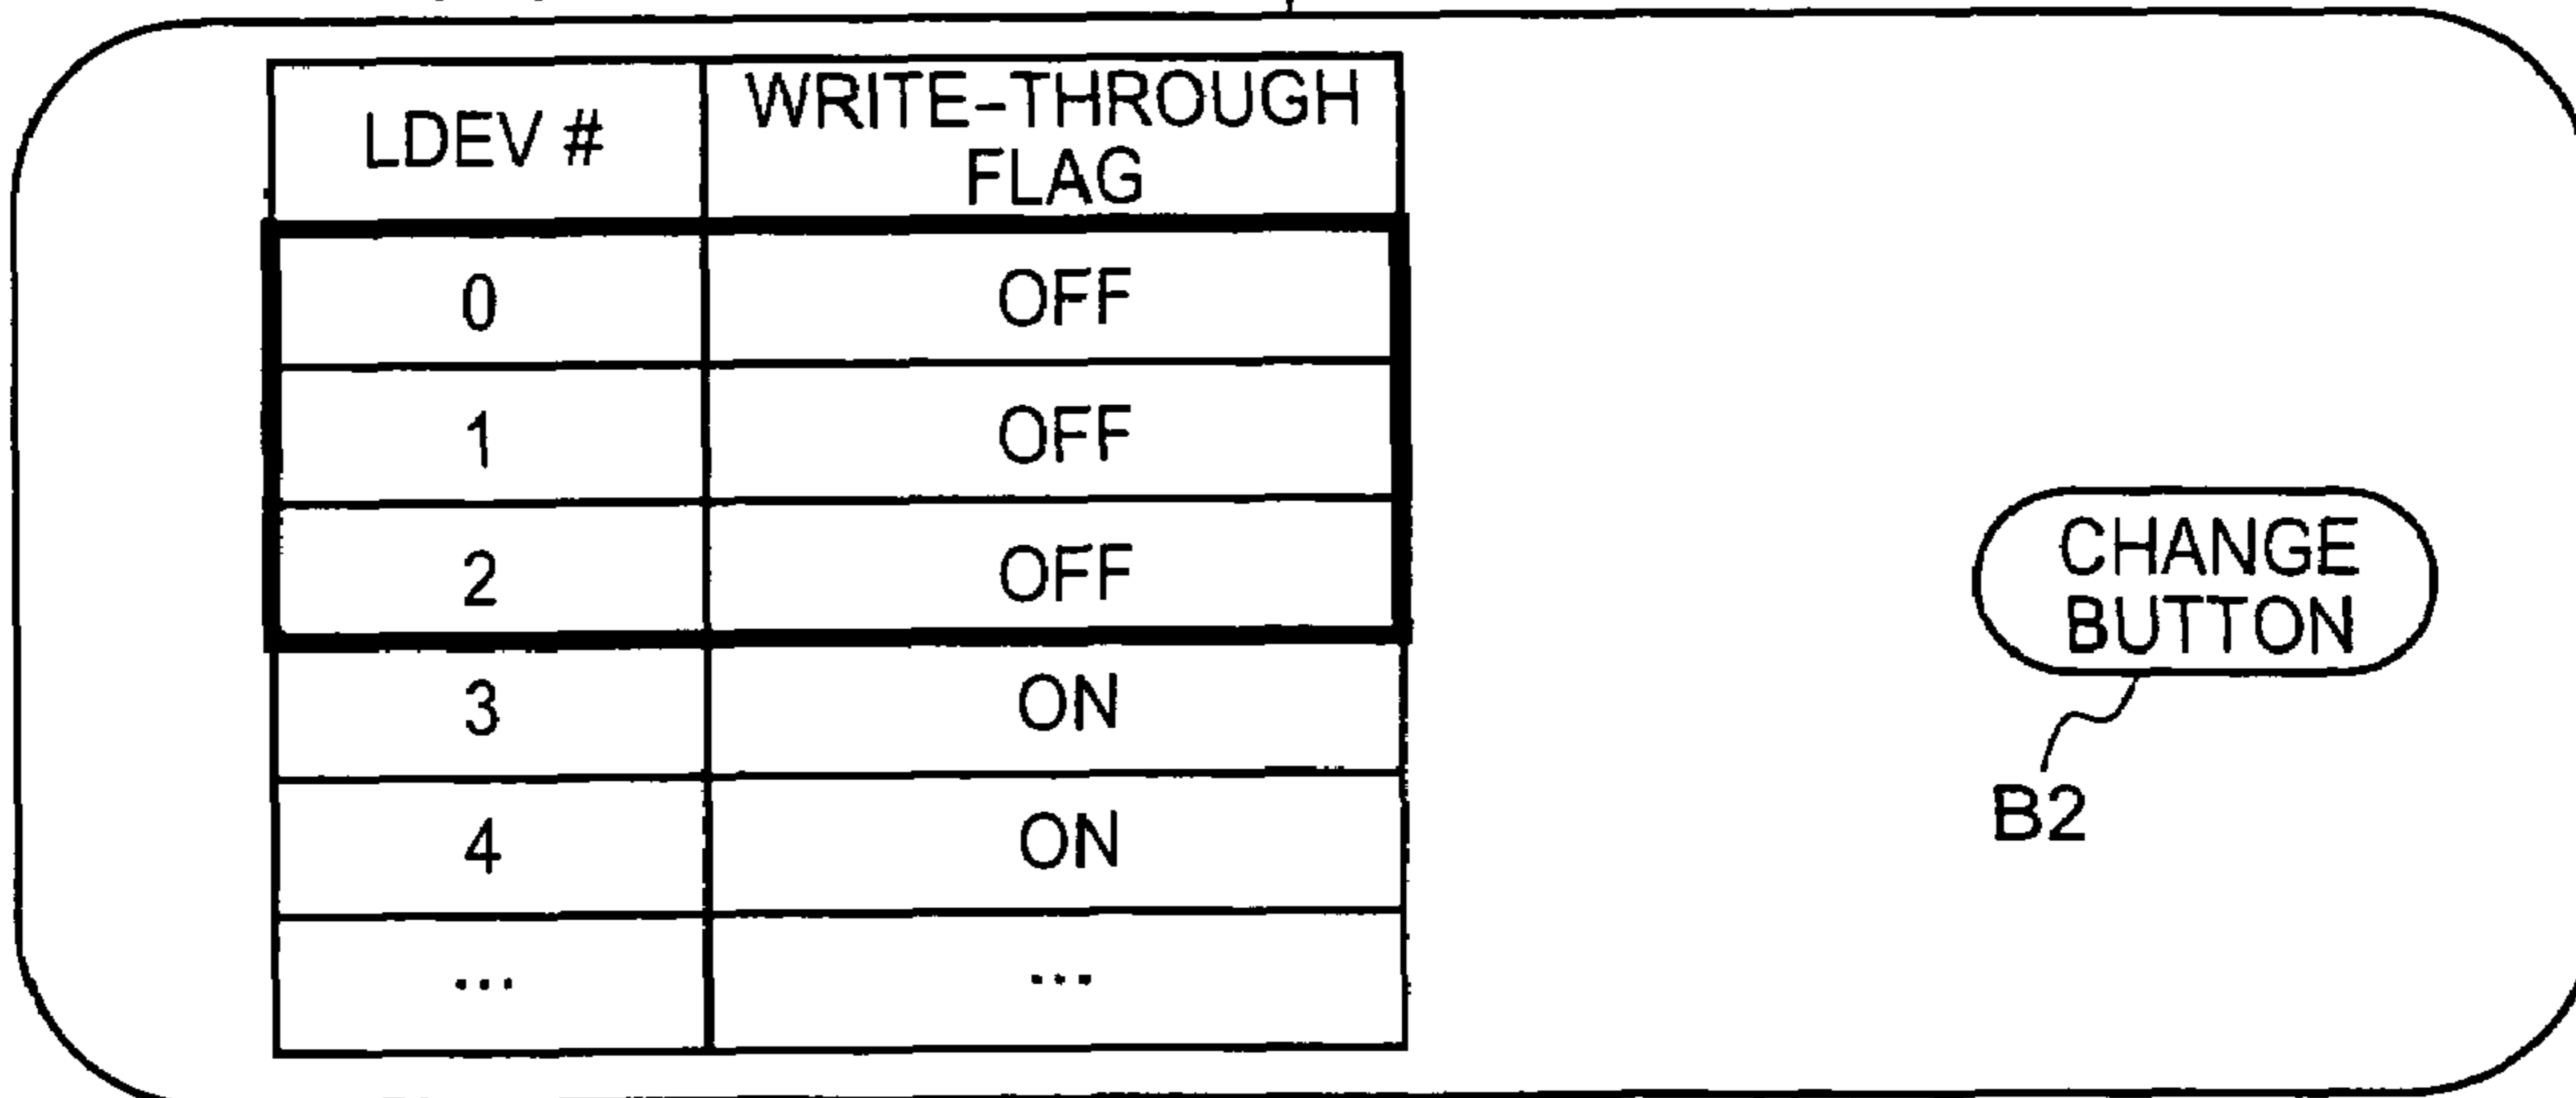 LDEV # WRITE-THROUGH
FLAG
0 OFF
1 OFF
2 OFF
3 ON
4 ON
... ...
CHANGE
BUTTON
B2